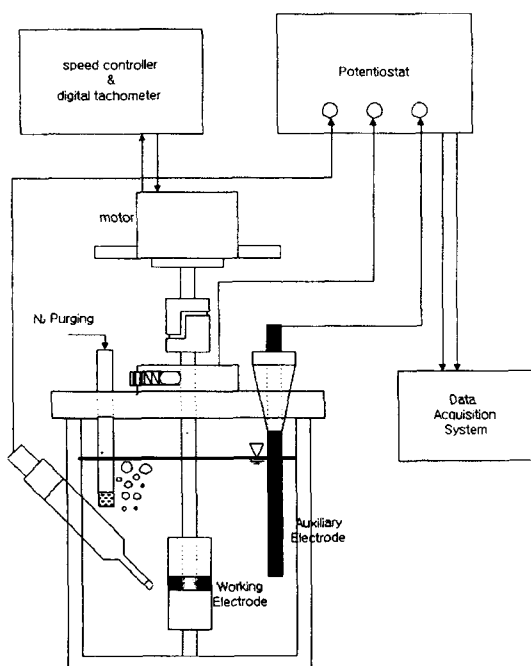 speed controller
&
digital tachometer
Potentiostat
motor
N₂ Purging
Data
Acquisition
System
Auxiliary
Electrode
Working
Electrode